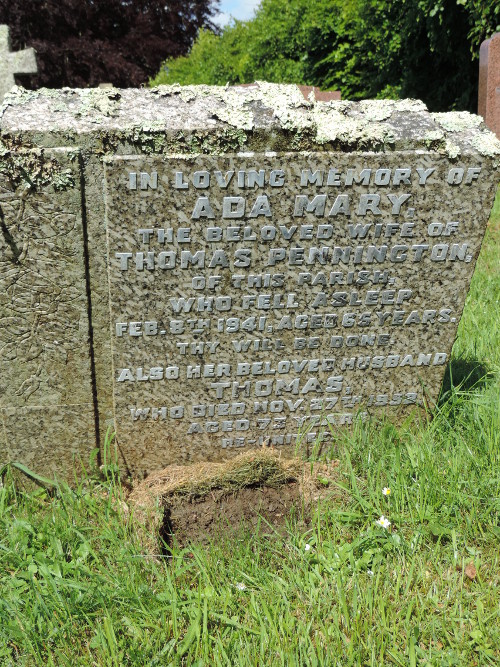 IN LOVING MEMORY OF
ADA MARY,
THE BELOVED WIFE OF
THOMAS PENNINGTON,
OF THIS PARISH,
WHO FELL ASLEEP
FEB. 8TH 1941, AGED 65 YEARS.
THY WILL BE DONE.
ALSO HER BELOVED HUSBAND
THOMAS,
WHO DIED NOV. 27TH
AGED YEARS
RE-UNITED